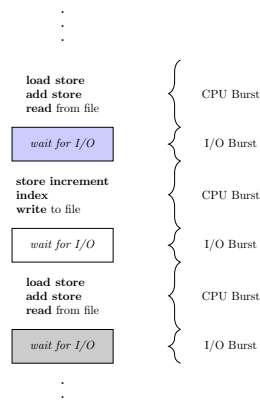 load store
add store
read from file
CPU Burst
wait for I/O
I/O Burst
store increment
index
write to file
CPU Burst
wait for I/O
I/O Burst
load store
add store
read from file
CPU Burst
wait for I/O
I/O Burst